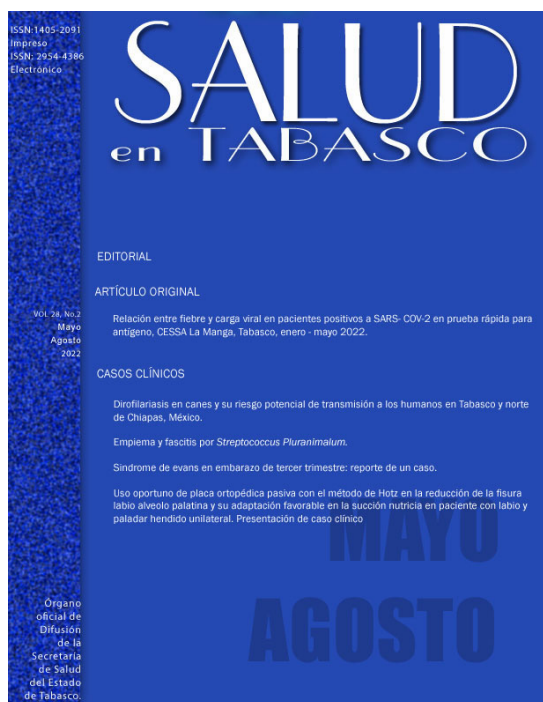 ISSN:1405-2091
Impreso
ISSN: 2954-4386
Electrónico
SALUD
en TABASCO
EDITORIAL
ARTÍCULO ORIGINAL
Relación entre fiebre y carga viral en pacientes positivos a SARS- COV-2 en prueba rápida para
antígeno, CESSA La Manga, Tabasco, enero - mayo 2022.
VOL 28, No.2
Mayo
Agosto
2022
CASOS CLÍNICOS
Dirofilariasis en canes y su riesgo potencial de transmisión a los humanos en Tabasco y norte
de Chiapas, México.
Empiema y fascitis por Streptococcus Pluranimalum.
Sindrome de evans en embarazo de tercer trimestre: reporte de un caso.
Uso oportuno de placa ortopédica pasiva con el método de Hotz en la reducción de la fisura
labio alveolo palatina y su adaptación favorable en la succión nutricia en paciente con labio y
paladar hendido unilateral. Presentación de caso clínico
MAYO
AGOSTO
Órgano
oficial de
Difusión
de la
Secretaría
de Salud
del Estado
de Tabasco.